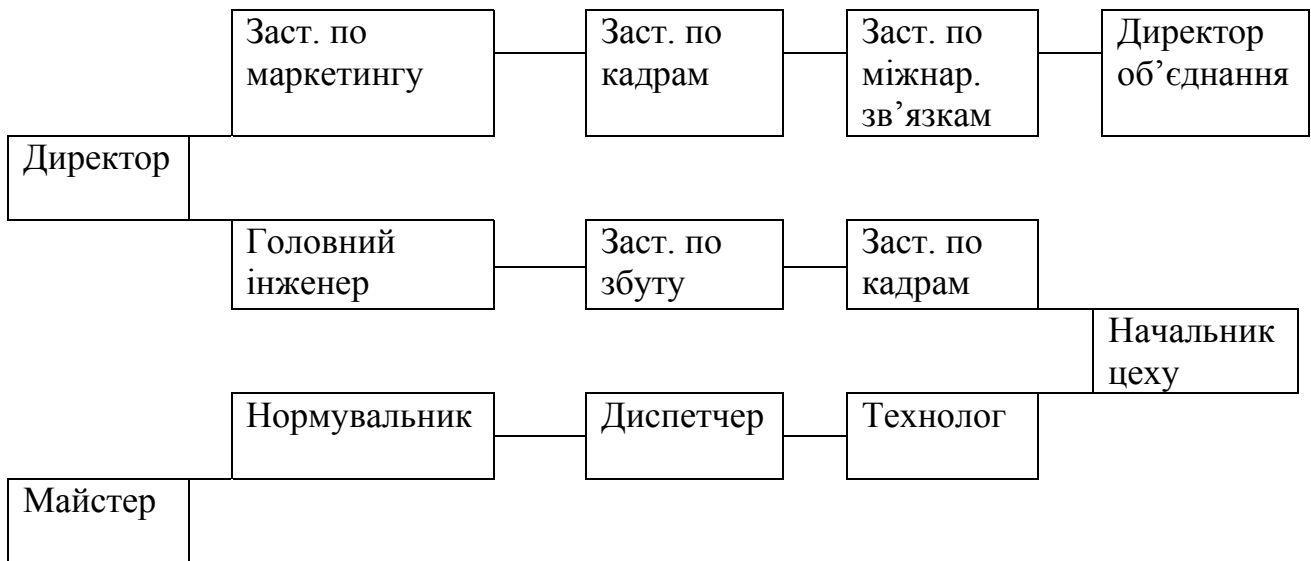 Заст. по
маркетингу
Заст. по
кадрам
Заст. по
міжнар.
зв’язкам
Директор
об’єднання
Директор
Головний
інженер
Заст. по
збуту
Заст. по
кадрам
Начальник
цеху
Нормувальник
Диспетчер
Технолог
Майстер